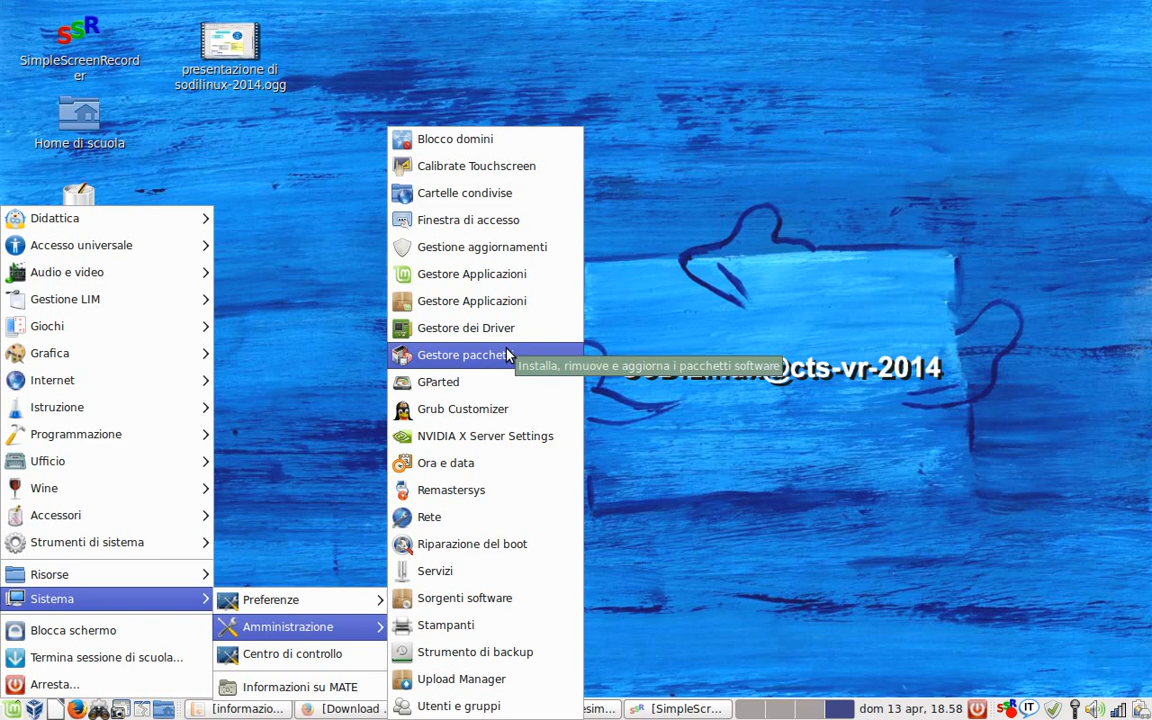 SimpleScreenRecord
er
presentazione di
sodilinux-2014.ogg
Home di scuola
Didattica
Accesso universale
Audio e video
Gestione LIM
Giochi
Grafica
Internet
Istruzione
Programmazione
Ufficio
Wine
Accessori
Strumenti di sistema
Risorse
Sistema
Blocca schermo
Termina sessione di scuola...
Arresta...
Preferenze
Amministrazione
Centro di controllo
Informazioni su MATE
Blocco domini
Calibrate Touchscreen
Cartelle condivise
Finestra di accesso
Gestione aggiornamenti
Gestore Applicazioni
Gestore Applicazioni
Gestore dei Driver
Gestore pacchet
GParted
Grub Customizer
NVIDIA X Server Settings
Ora e data
Remastersys
Rete
Riparazione del boot
Servizi
Sorgenti software
Stampanti
Strumento di backup
Upload Manager
Utenti e gruppi
Installa, rimuove e aggiorna i pacchetti software
@cts-vr-2014
[informazio...
[Download .
esim...
[SimpleScr...
dom 13 apr, 18.58
IT